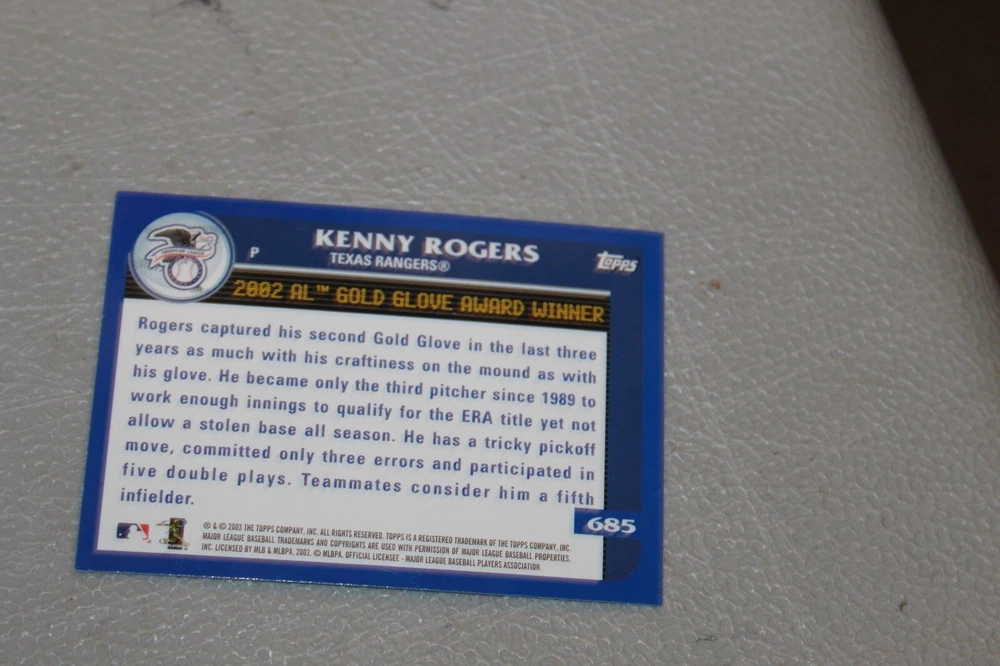 P
KENNY ROGERS
TEXAS RANGERS®
Topps
2002 AL™ GOLD GLOVE AWARD WINNER
Rogers captured his second Gold Glove in the last three
years as much with his craftiness on the mound as with
his glove. He became only the third pitcher since 1989 to
work enough innings to qualify for the ERA title yet not
allow a stolen base all season. He has a tricky pickoff
move, committed only three errors and participated in
five double plays. Teammates consider him a fifth
infielder.
685
® & © 2003 THE TOPPS COMPANY, INC. ALL RIGHTS RESERVED. TOPPS IS A REGISTERED TRADEMARK OF THE TOPPS COMPANY, INC.
MAJOR LEAGUE BASEBALL TRADEMARKS AND COPYRIGHTS ARE USED WITH PERMISSION OF MAJOR LEAGUE BASEBALL PROPERTIES,
INC. LICENSED BY MLB & MLBPA, 2003. © MLBPA. OFFICIAL LICENSEE - MAJOR LEAGUE BASEBALL PLAYERS ASSOCIATION.